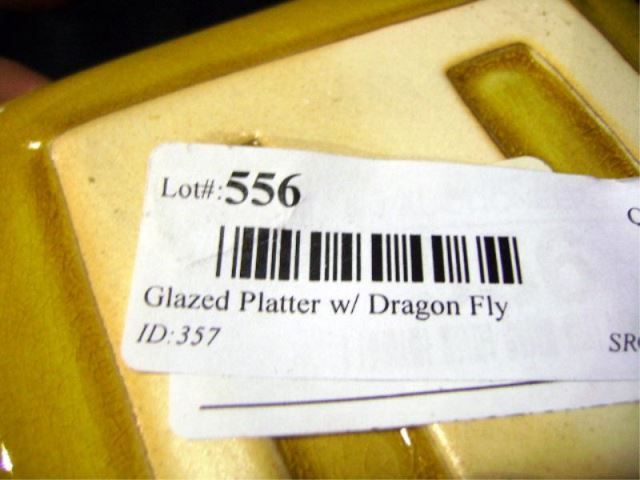 Lot#:556
Glazed Platter w/ Dragon Fly
ID:357